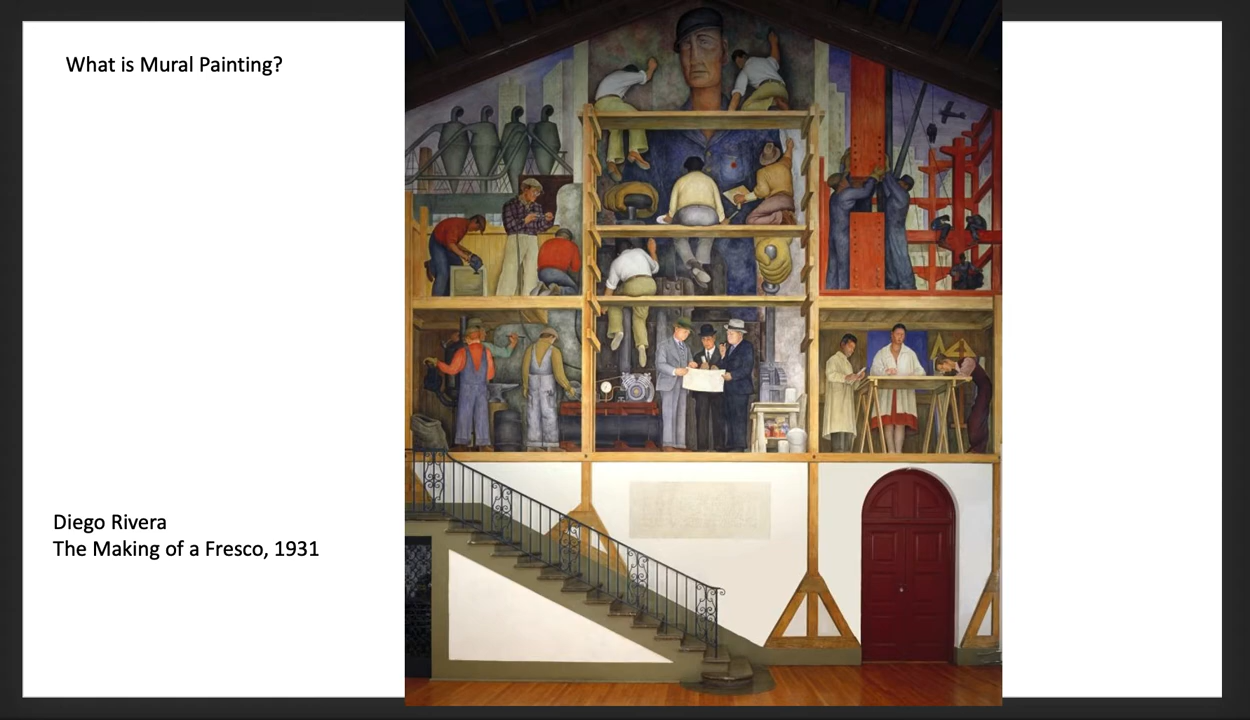 What is Mural Painting?
Diego Rivera
The Making of a Fresco, 1931